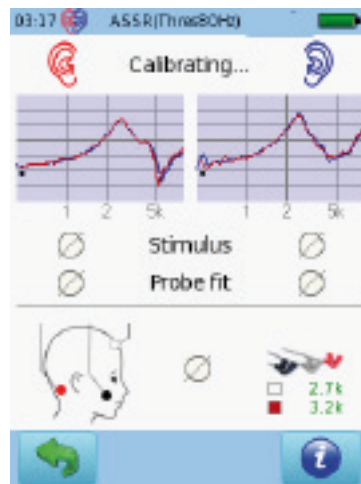 03:17 ASSR(Thres80Hz)
Calibrating...
1 2 5k 1 2 5k
Stimulus
Probe fit
2.7k
3.2k
i